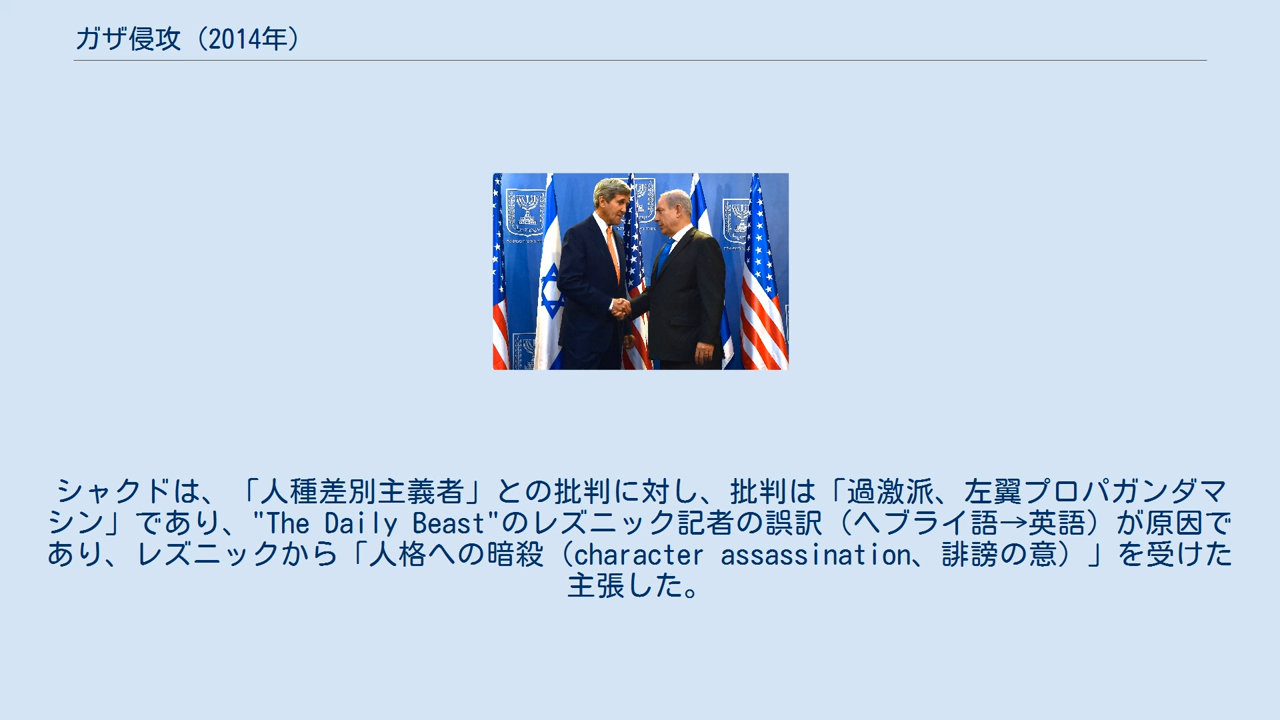 ガザ侵攻（2014年）
シャクドは、「人種差別主義者」との批判に対し、批判は「過激派、左翼プロパガンダマ
シン」であり、"The Daily Beast"のレズニック記者の誤訳（ヘブライ語→英語）が原因で
あり、レズニックから「人格への暗殺（character assassination、誹謗の意）」を受けた
主張した。